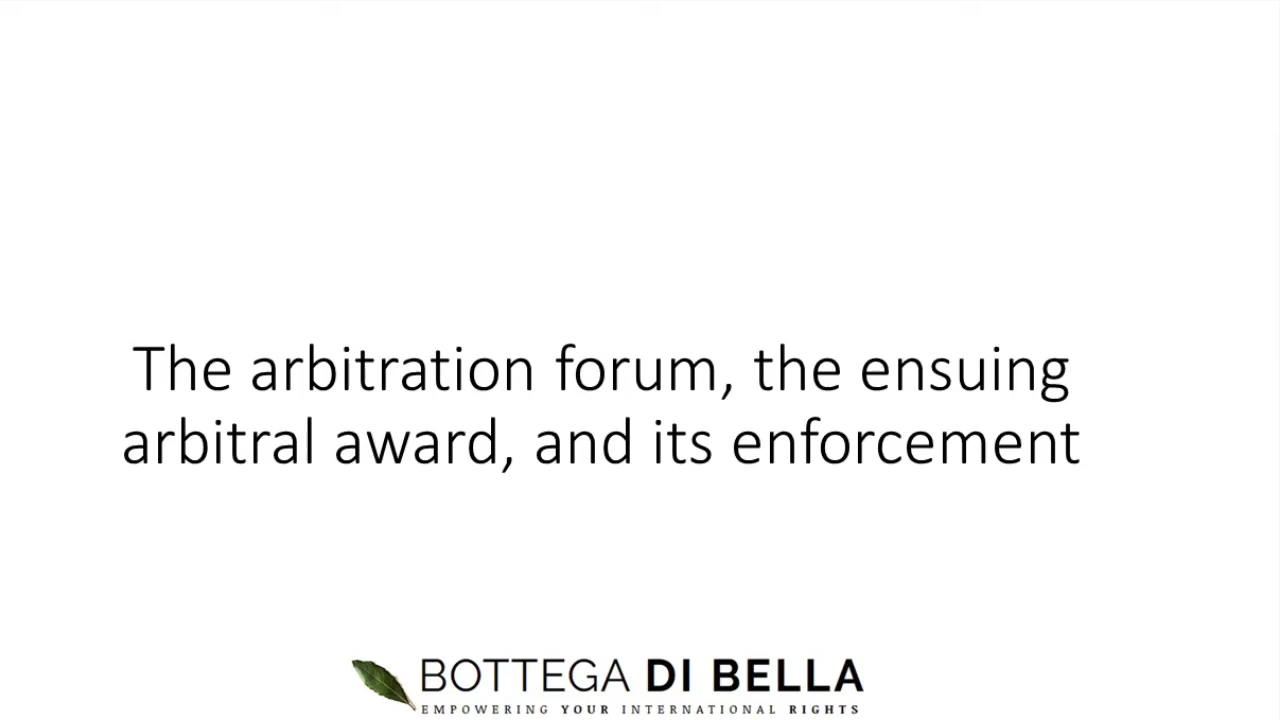 The arbitration forum, the ensuing
arbitral award, and its enforcement
BOTTEGA DI BELLA
EMPOWERING YOUR INTERNATIONAL RIGHTS